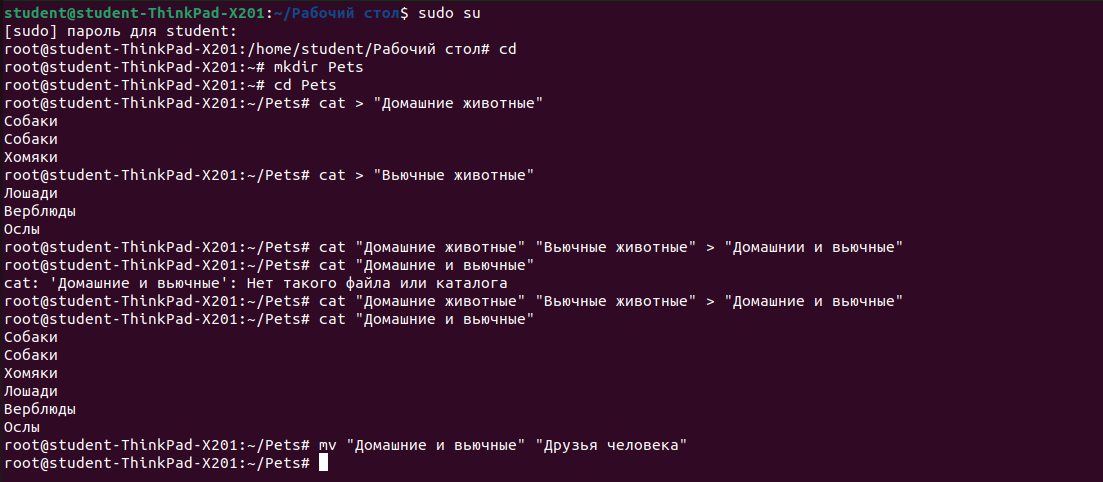 student@student-ThinkPad-X201:~/Рабочий стол$ sudo su
[sudo] пароль для student:
root@student-ThinkPad-X201:/home/student/Рабочий стол# cd
root@student-ThinkPad-X201:~# mkdir Pets
root@student-ThinkPad-X201:~# cd Pets
root@student-ThinkPad-X201:~/Pets# cat > "Домашние животные"
Собаки
Собаки
Хомяки
root@student-ThinkPad-X201:~/Pets# cat > "Вьючные животные"
Лошади
Верблюды
Ослы
root@student-ThinkPad-X201:~/Pets# cat "Домашние животные" "Вьючные животные" > "Домашнии и вьючные"
root@student-ThinkPad-X201:~/Pets# cat "Домашние и вьючные"
cat: 'Домашние и вьючные': Нет такого файла или каталога
root@student-ThinkPad-X201:~/Pets# cat "Домашние животные" "Вьючные животные" > "Домашние и вьючные"
root@student-ThinkPad-X201:~/Pets# cat "Домашние и вьючные"
Собаки
Собаки
Хомяки
Лошади
Верблюды
Ослы
root@student-ThinkPad-X201:~/Pets# mv "Домашние и вьючные" "Друзья человека"
root@student-ThinkPad-X201:~/Pets#